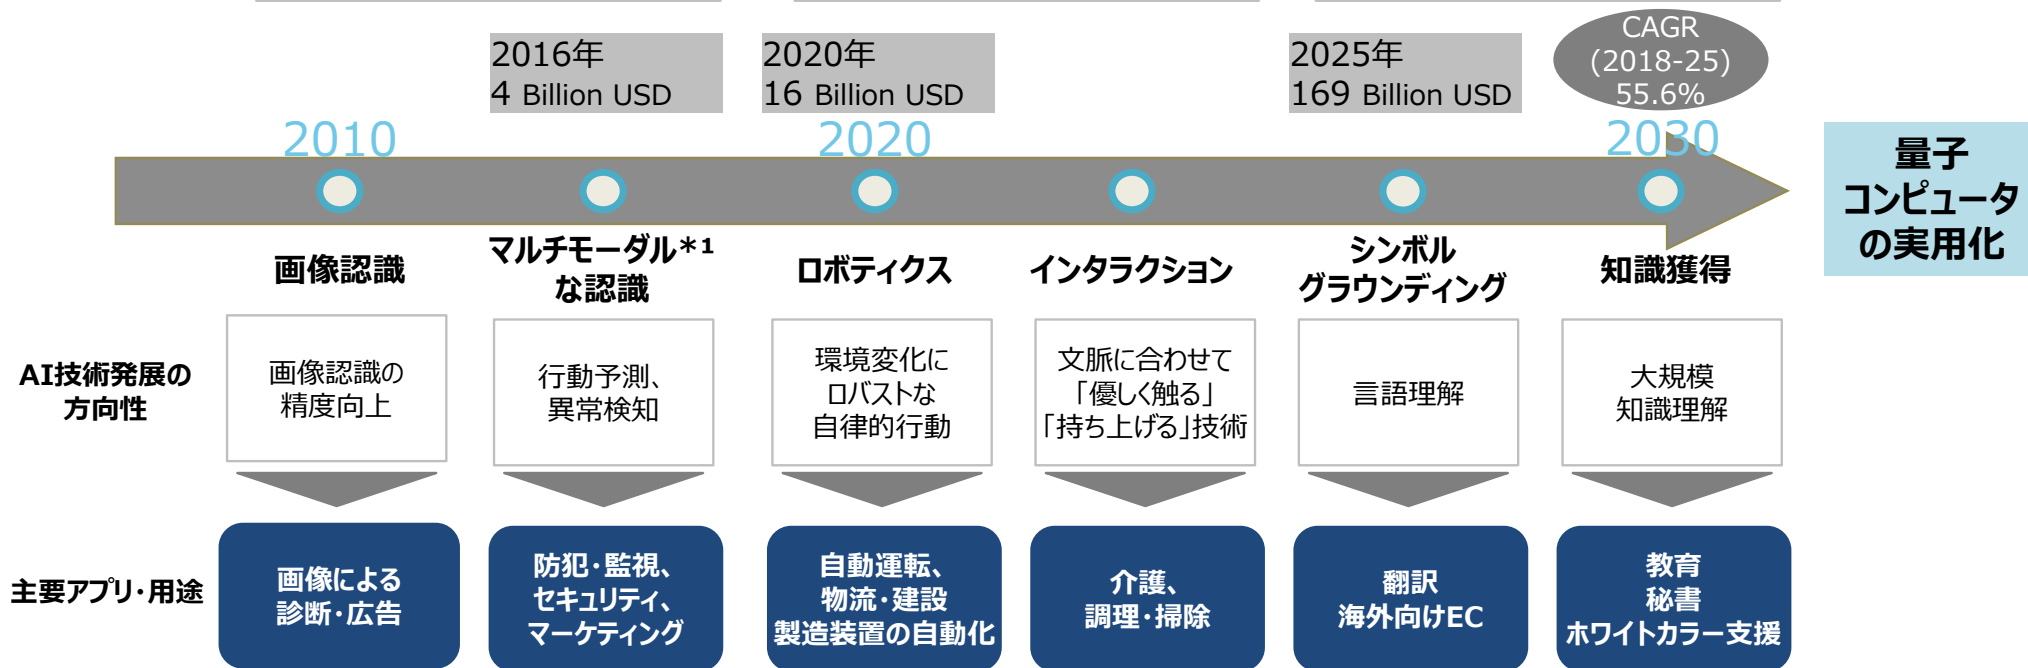 2016年
4 Billion USD
2020年
16 Billion USD
2025年
169 Billion USD
CAGR
(2018-25)
55.6%
2010
2020
2030
量子
コンピュータ
の実用化
画像認識
マルチモーダル*1
な認識
ロボティクス
インタラクション
シンボル
グラウンディング
知識獲得
AI技術発展の
方向性
画像認識の
精度向上
行動予測、
異常検知
環境変化に
ロバストな
自律的行動
文脈に合わせて
「優しく触る」
「持ち上げる」技術
言語理解
大規模
知識理解
主要アプリ・用途
画像による
診断・広告
防犯・監視、
セキュリティ、
マーケティング
自動運転、
物流・建設
製造装置の自動化
介護、
調理・掃除
翻訳
海外向けEC
教育
秘書
ホワイトカラー支援